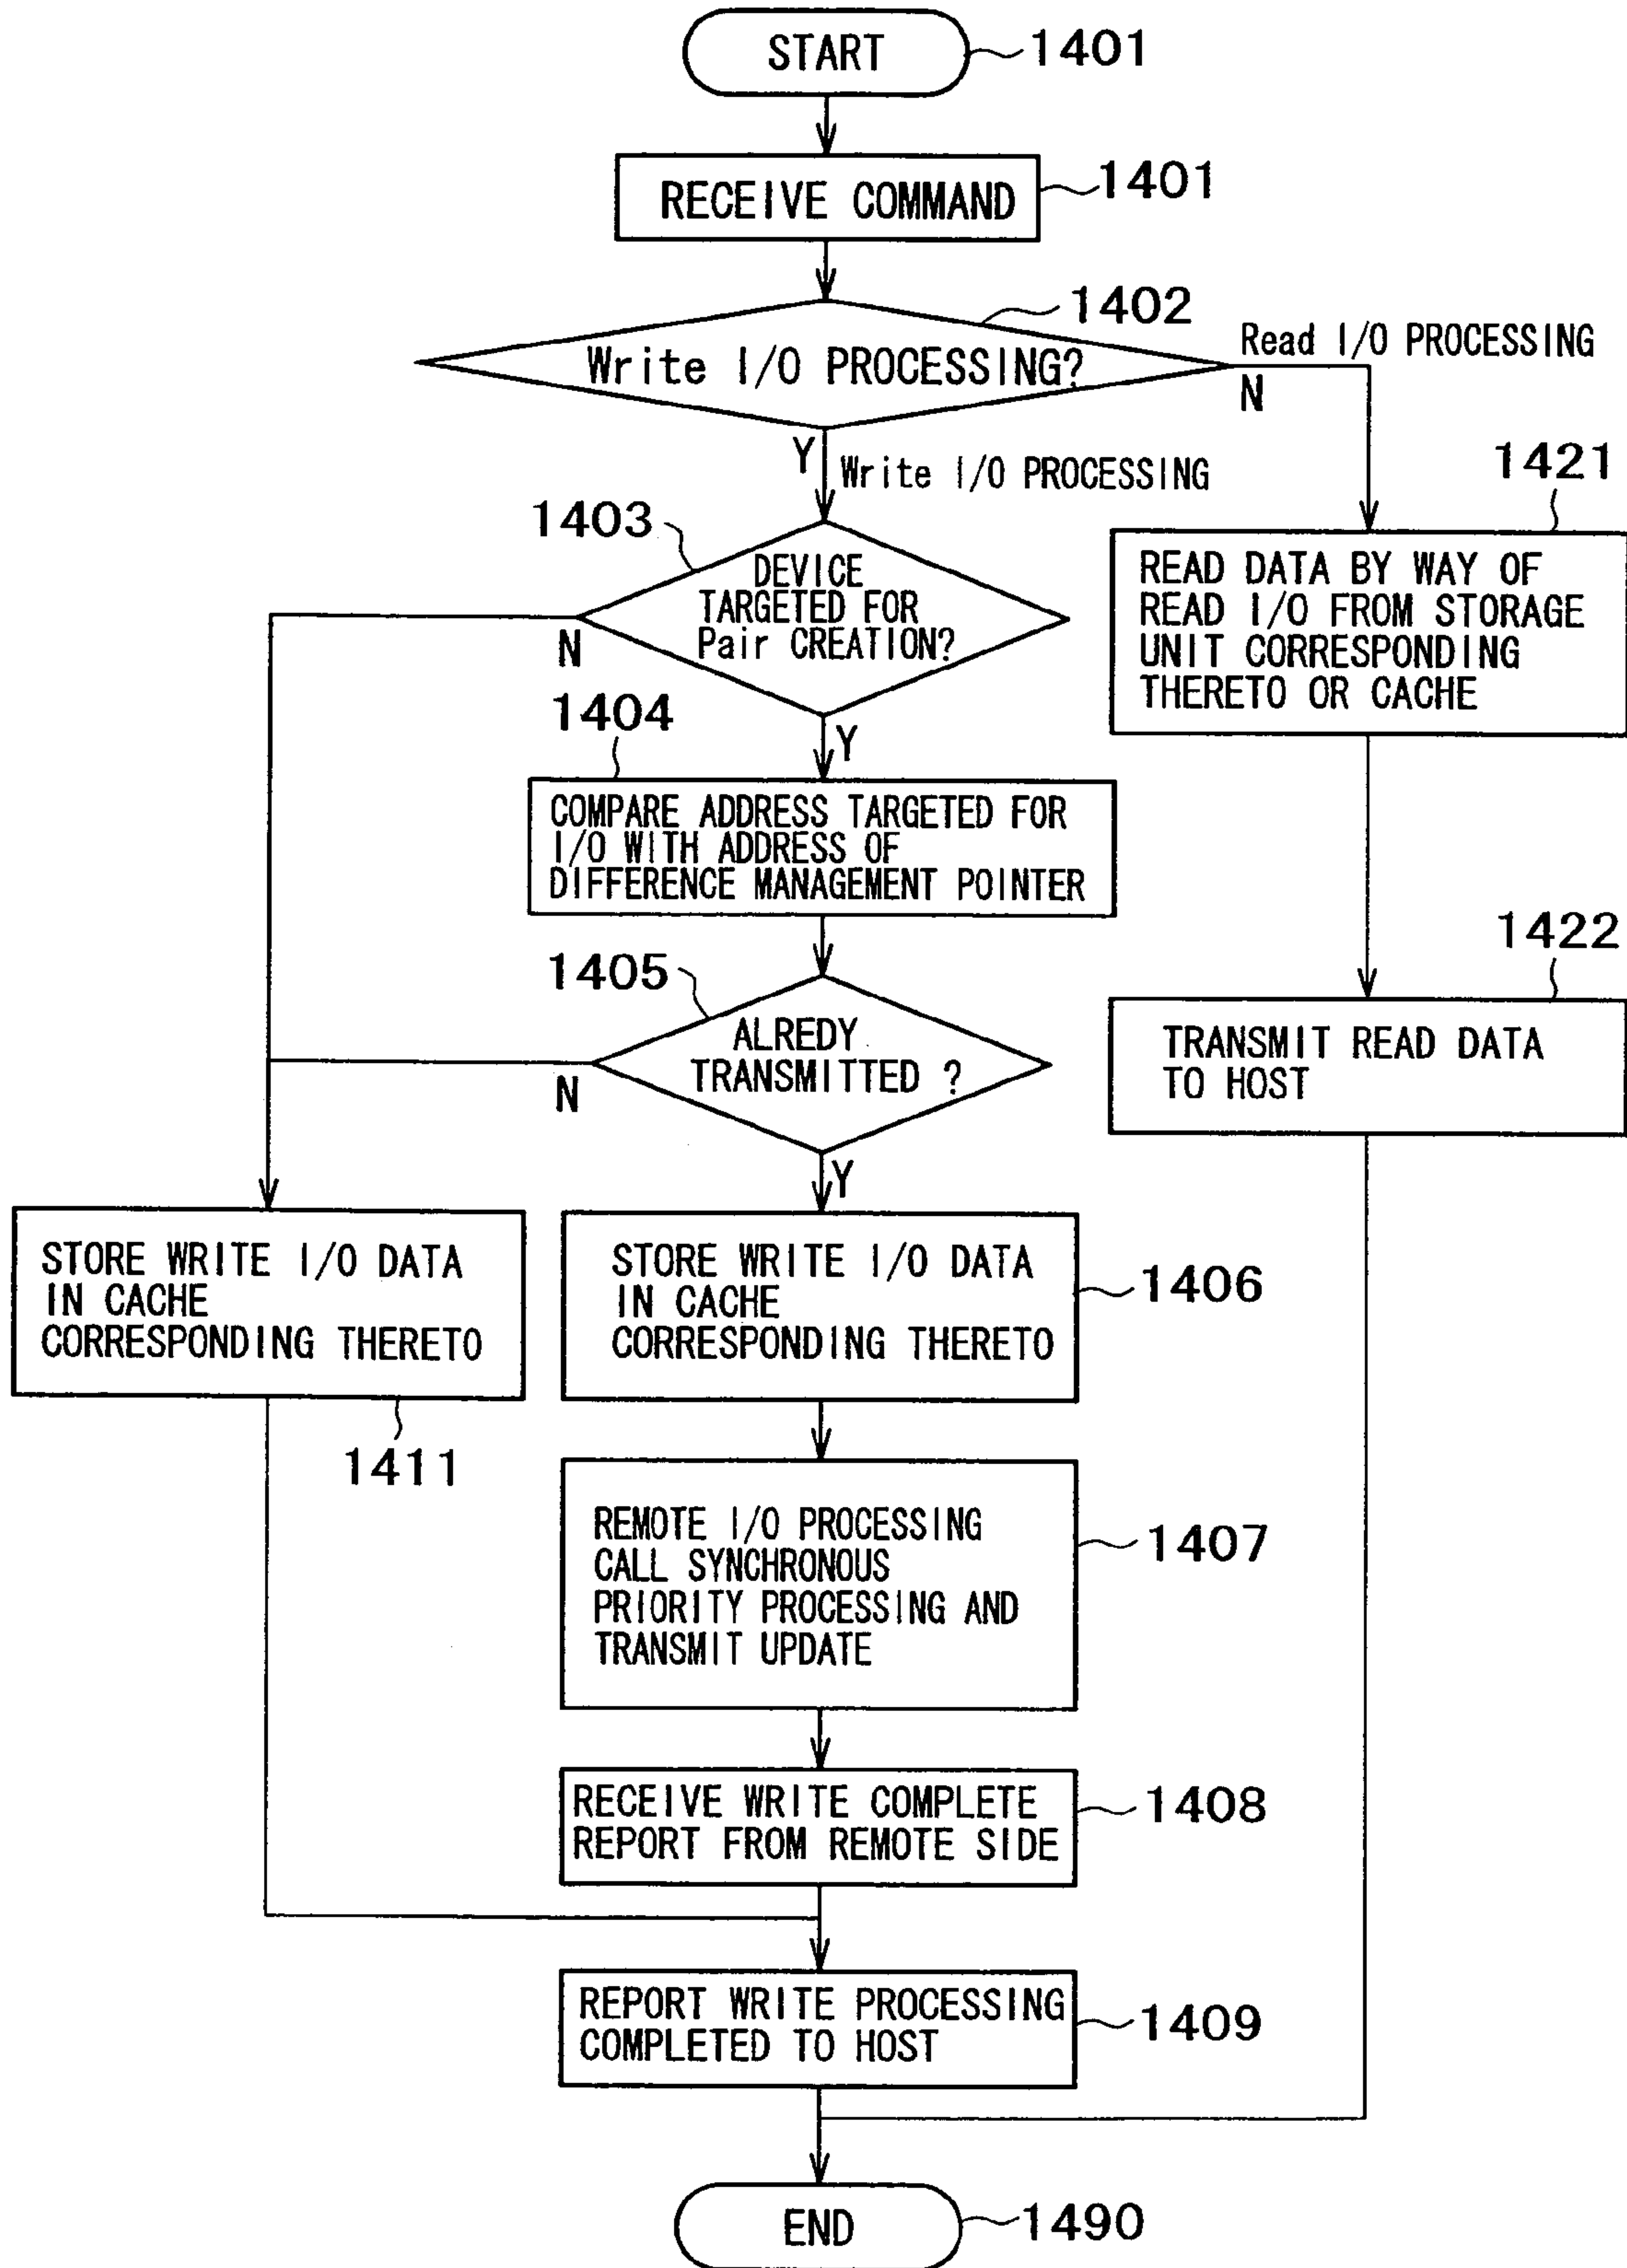 START
1401
RECEIVE COMMAND
1401
1402
Write I/O PROCESSING?
Read I/O PROCESSING
N
Y
Write I/O PROCESSING
1403
DEVICE
TARGETED FOR
Pair CREATION?
N
Y
1421
READ DATA BY WAY OF
READ I/O FROM STORAGE
UNIT CORRESPONDING
THERETO OR CACHE
1404
COMPARE ADDRESS TARGETED FOR
I/O WITH ADDRESS OF
DIFFERENCE MANAGEMENT POINTER
1405
ALREDY
TRANSMITTED ?
N
Y
1422
TRANSMIT READ DATA
TO HOST
STORE WRITE I/O DATA
IN CACHE
CORRESPONDING THERETO
1411
STORE WRITE I/O DATA
IN CACHE
CORRESPONDING THERETO
1406
REMOTE I/O PROCESSING
CALL SYNCHRONOUS
PRIORITY PROCESSING AND
TRANSMIT UPDATE
1407
RECEIVE WRITE COMPLETE
REPORT FROM REMOTE SIDE
1408
REPORT WRITE PROCESSING
COMPLETED TO HOST
1409
END
1490